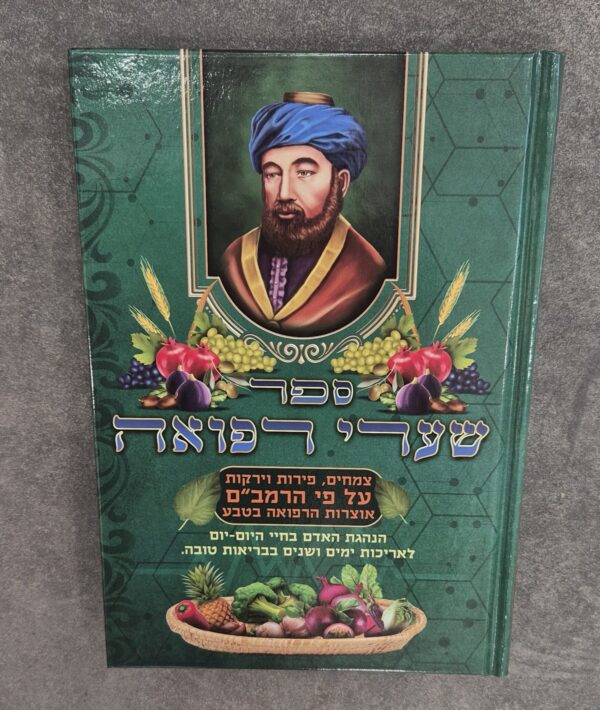 ספר
שערי רפואה
צמחים, פירות וירקות
על פי הרמב"ם
אוצרות הרפואה בטבע
הנהגת האדם בחיי היום-יום
לאריכות ימים ושנים בבריאות טובה.